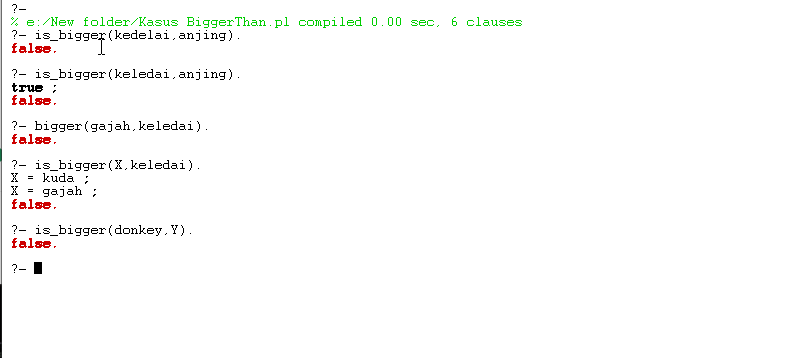 ?-
% e:/New folder/Kasus BiggerThan.pl compiled 0.00 sec, 6 clauses
?- is_bigger(kedelai,anjing).
false.
?- is_bigger(keledai,anjing).
true ;
false.
?- bigger(gajah,keledai).
false.
?- is_bigger(X,keledai).
X = kuda ;
X = gajah ;
false.
?- is_bigger(donkey,Y).
false.
?-